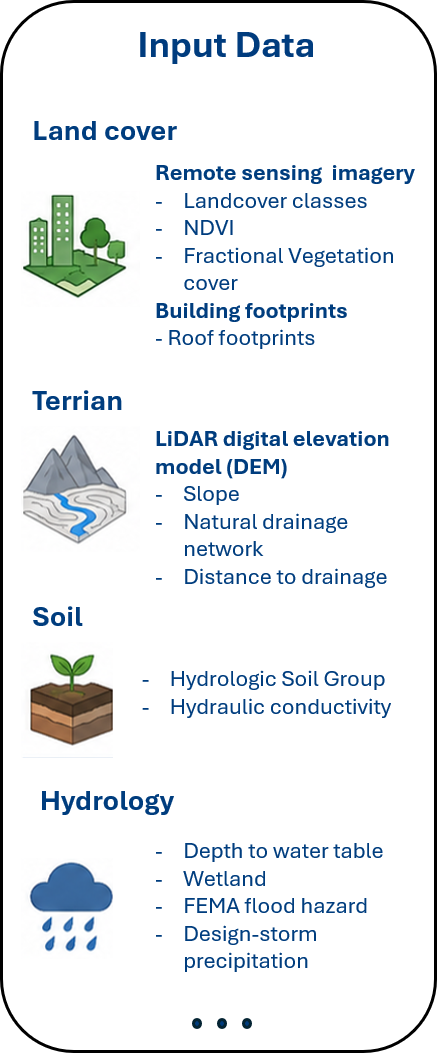 Input Data
Land cover
Remote sensing imagery
- Landcover classes
- NDVI
- Fractional Vegetation
cover
Building footprints
- Roof footprints
Terrian
LiDAR digital elevation
model (DEM)
- Slope
- Natural drainage
network
- Distance to drainage
Soil
- Hydrologic Soil Group
- Hydraulic conductivity
Hydrology
- Depth to water table
- Wetland
- FEMA flood hazard
- Design-storm
precipitation
• • •